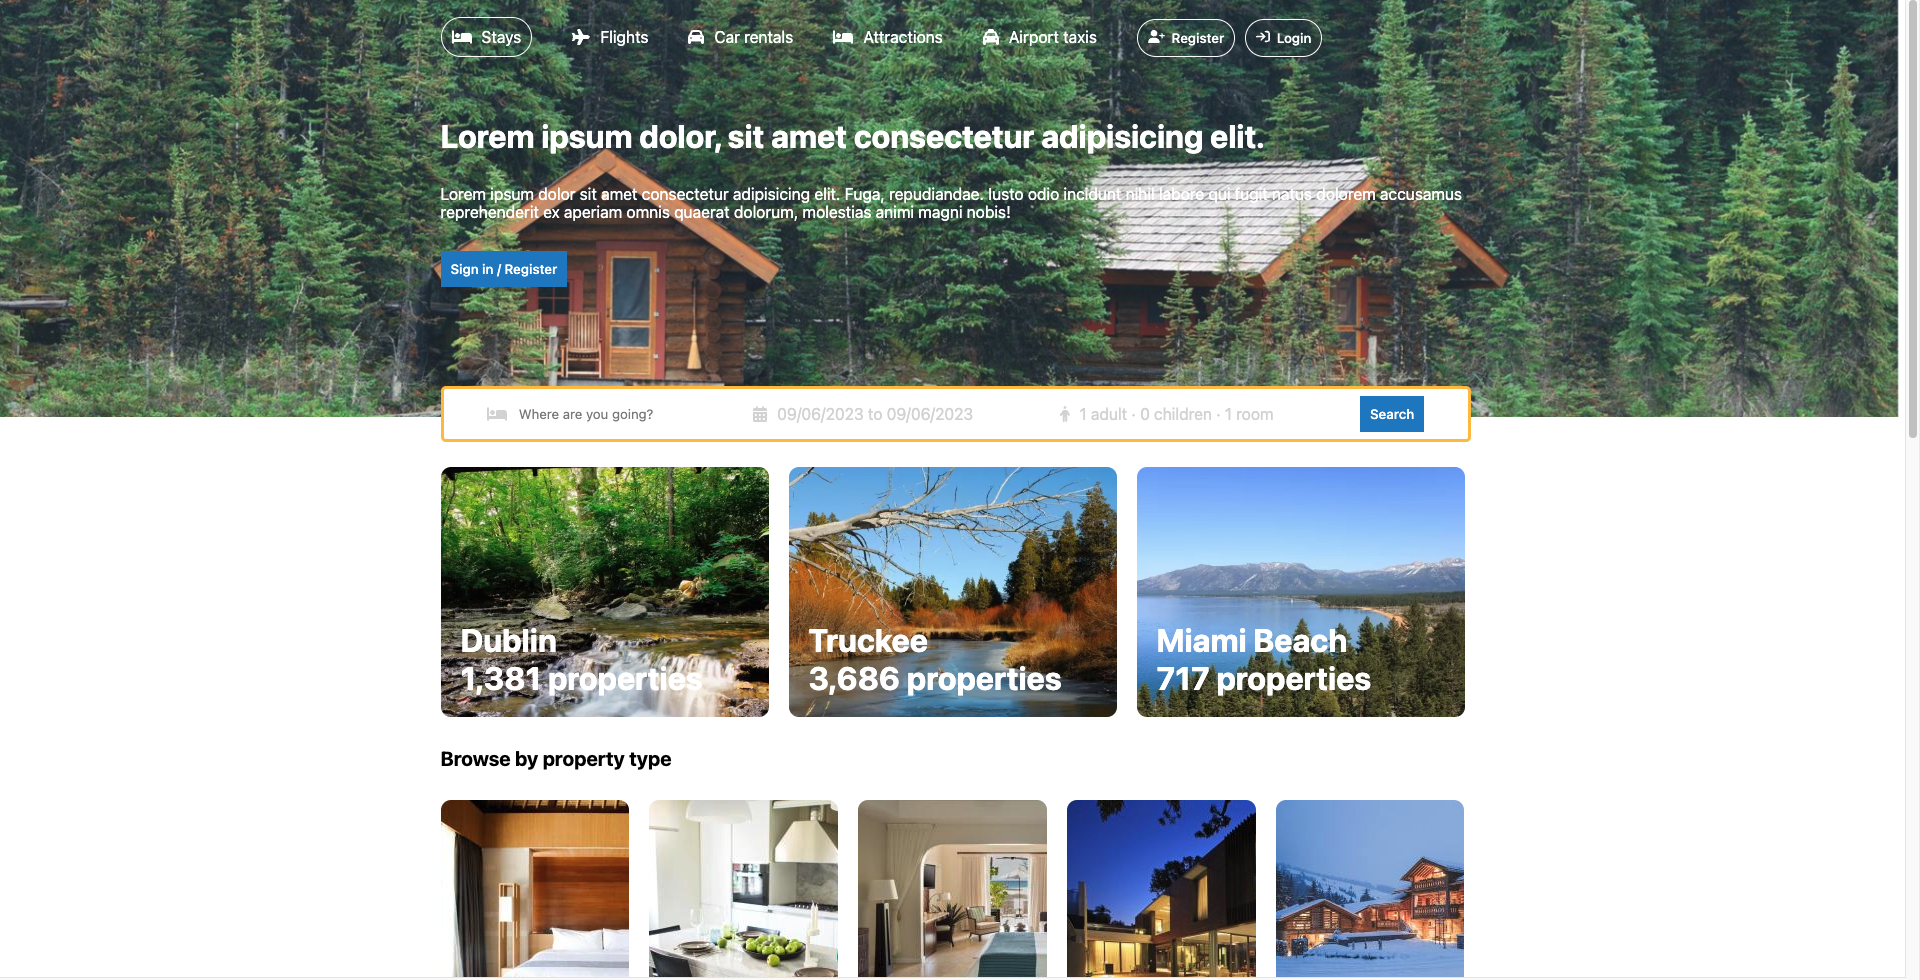 Stays Flights Car rentals Attractions Airport taxis Register Login
Lorem ipsum dolor, sit amet consectetur adipisicing elit.
Lorem ipsum dolor sit amet consectetur adipisicing elit. Fuga, repudiandae. Iusto odio incidunt nihil labore qui fugit natus dolorem accusamus
reprehenderit ex aperiam omnis quaerat dolorum, molestias animi magni nobis!
Sign in / Register
Where are you going? 09/06/2023 to 09/06/2023 1 adult · 0 children · 1 room Search
Dublin
1,381 properties
Truckee
3,686 properties
Miami Beach
717 properties
Browse by property type